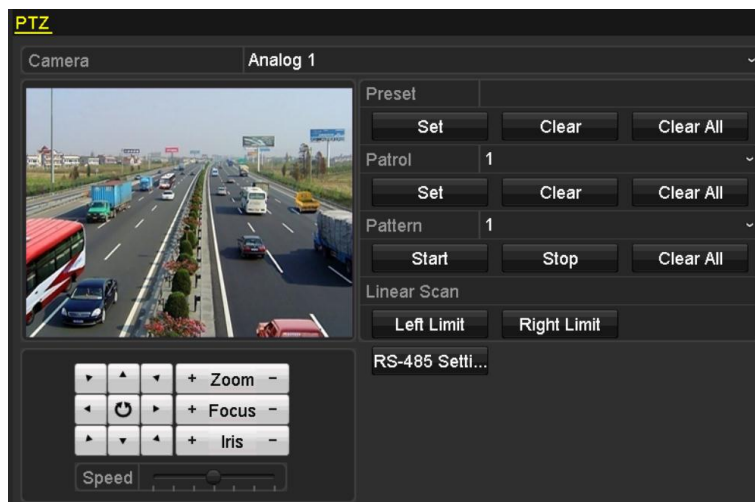 PTZ
Camera Analog 1
Preset
Set Clear Clear All
Patrol 1
Set Clear Clear All
Pattern 1
Start Stop Clear All
Linear Scan
Left Limit Right Limit
RS-485 Setti...
+ Zoom -
+ Focus -
+ Iris -
Speed